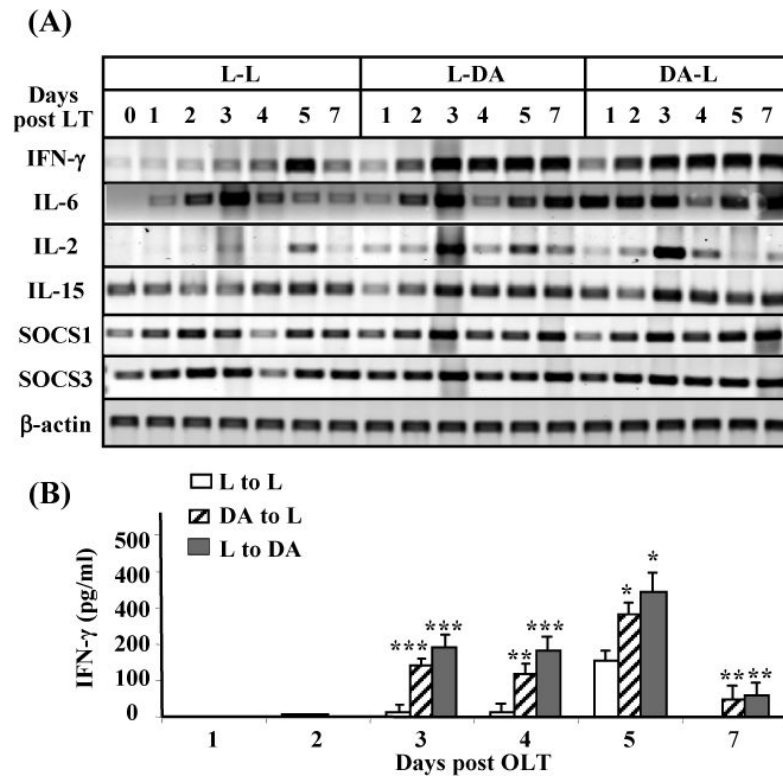 (A)
L-L L-DA DA-L
Days post LT 0 1 2 3 4 5 7 1 2 3 4 5 7 1 2 3 4 5 7
IFN-γ
IL-6
IL-2
IL-15
SOCS1
SOCS3
β-actin
(B)
L to L
DA to L
L to DA
IFN-γ (pg/ml)
500
400
400
200
100
0
*** *** ** *** * * ** **
1 2 3 4 5 7
Days post OLT